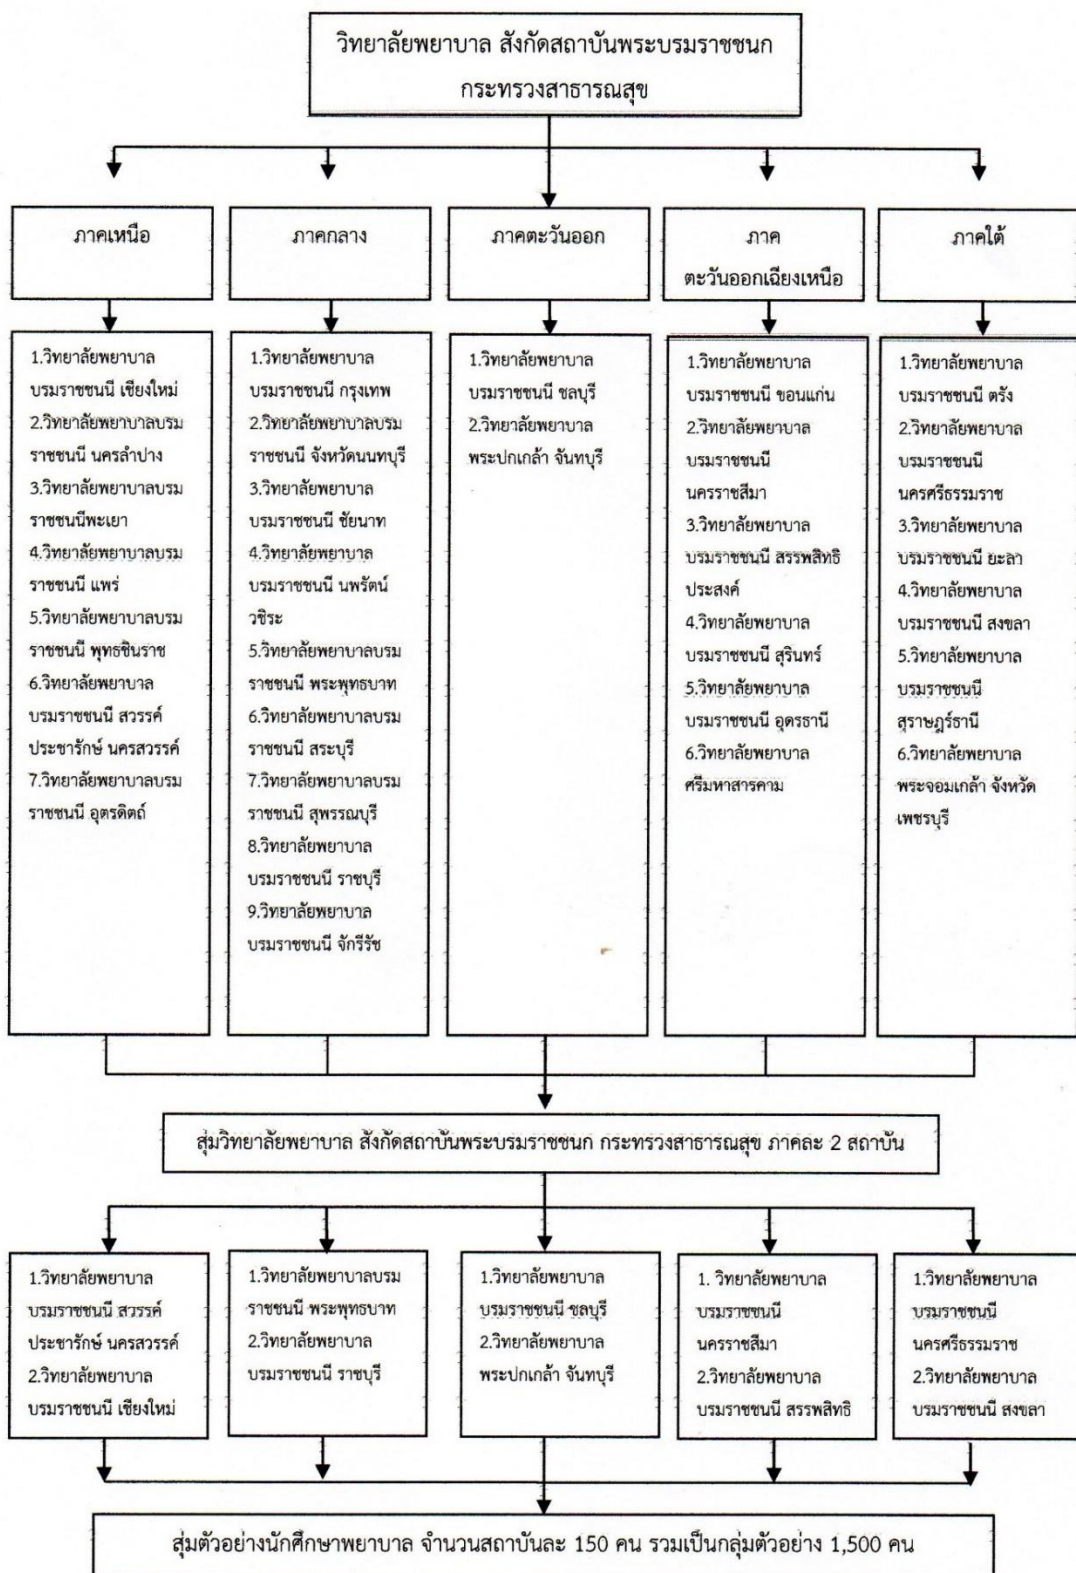 วิทยาลัยพยาบาล สังกัดสถาบันพระบรมราชชนก
กระทรวงสาธารณสุข
ภาคเหนือ
ภาคกลาง
ภาคตะวันออก
ภาค
ตะวันออกเฉียงเหนือ
ภาคใต้
1.วิทยาลัยพยาบาล
บรมราชชนนี เชียงใหม่
2.วิทยาลัยพยาบาลบรม
ราชชนนี นครลำปาง
3.วิทยาลัยพยาบาลบรม
ราชชนนีพะเยา
4.วิทยาลัยพยาบาลบรม
ราชชนนี แพร่
5.วิทยาลัยพยาบาลบรม
ราชชนนี พุทธชินราช
6.วิทยาลัยพยาบาล
บรมราชชนนี สวรรค์
ประชารักษ์ นครสวรรค์
7.วิทยาลัยพยาบาลบรม
ราชชนนี อุตรดิตถ์
1.วิทยาลัยพยาบาล
บรมราชชนนี กรุงเทพ
2.วิทยาลัยพยาบาลบรม
ราชชนนี จังหวัดนนทบุรี
3.วิทยาลัยพยาบาล
บรมราชชนนี ชัยนาท
4.วิทยาลัยพยาบาล
บรมราชชนนี นพรัตน์
วชิระ
5.วิทยาลัยพยาบาลบรม
ราชชนนี พระพุทธบาท
6.วิทยาลัยพยาบาลบรม
ราชชนนี สระบุรี
7.วิทยาลัยพยาบาลบรม
ราชชนนี สุพรรณบุรี
8.วิทยาลัยพยาบาล
บรมราชชนนี ราชบุรี
9.วิทยาลัยพยาบาล
บรมราชชนนี จักรีรัช
1.วิทยาลัยพยาบาล
บรมราชชนนี ชลบุรี
2.วิทยาลัยพยาบาล
พระปกเกล้า จันทบุรี
1.วิทยาลัยพยาบาล
บรมราชชนนี ขอนแก่น
2.วิทยาลัยพยาบาล
บรมราชชนนี
นครราชสีมา
3.วิทยาลัยพยาบาล
บรมราชชนนี สรรพสิทธิ
ประสงค์
4.วิทยาลัยพยาบาล
บรมราชชนนี สุรินทร์
5.วิทยาลัยพยาบาล
บรมราชชนนี อุดรธานี
6.วิทยาลัยพยาบาล
ศรีมหาสารคาม
1.วิทยาลัยพยาบาล
บรมราชชนนี ตรัง
2.วิทยาลัยพยาบาล
บรมราชชนนี
นครศรีธรรมราช
3.วิทยาลัยพยาบาล
บรมราชชนนี ยะลา
4.วิทยาลัยพยาบาล
บรมราชชนนี สงขลา
5.วิทยาลัยพยาบาล
บรมราชชนนี
สุราษฎร์ธานี
6.วิทยาลัยพยาบาล
พระจอมเกล้า จังหวัด
เพชรบุรี
สุ่มวิทยาลัยพยาบาล สังกัดสถาบันพระบรมราชชนก กระทรวงสาธารณสุข ภาคละ 2 สถาบัน
1.วิทยาลัยพยาบาล
บรมราชชนนี สวรรค์
ประชารักษ์ นครสวรรค์
2.วิทยาลัยพยาบาล
บรมราชชนนี เชียงใหม่
1.วิทยาลัยพยาบาลบรม
ราชชนนี พระพุทธบาท
2.วิทยาลัยพยาบาล
บรมราชชนนี ราชบุรี
1.วิทยาลัยพยาบาล
บรมราชชนนี ชลบุรี
2.วิทยาลัยพยาบาล
พระปกเกล้า จันทบุรี
1. วิทยาลัยพยาบาล
บรมราชชนนี
นครราชสีมา
2.วิทยาลัยพยาบาล
บรมราชชนนี สรรพสิทธิ
1.วิทยาลัยพยาบาล
บรมราชชนนี
นครศรีธรรมราช
2.วิทยาลัยพยาบาล
บรมราชชนนี สงขลา
สุ่มตัวอย่างนักศึกษาพยาบาล จำนวนสถาบันละ 150 คน รวมเป็นกลุ่มตัวอย่าง 1,500 คน